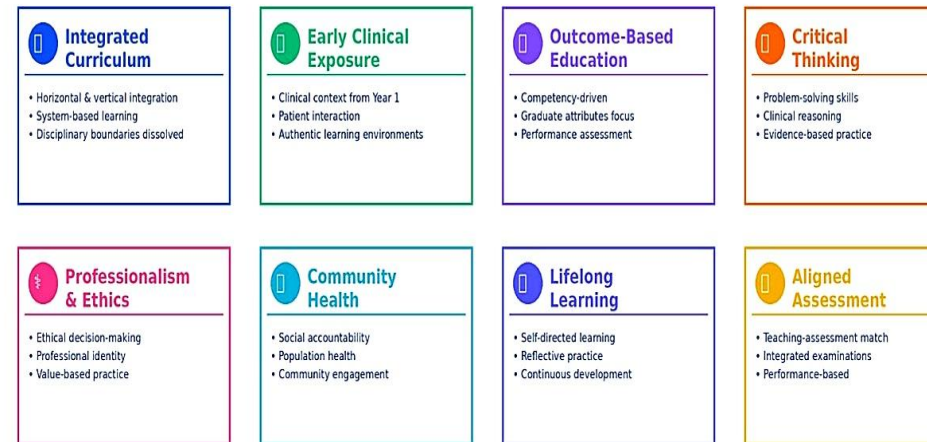 Integrated
Curriculum
• Horizontal & vertical integration
• System-based learning
• Disciplinary boundaries dissolved
Early Clinical
Exposure
• Clinical context from Year 1
• Patient interaction
• Authentic learning environments
Outcome-Based
Education
• Competency-driven
• Graduate attributes focus
• Performance assessment
Critical
Thinking
• Problem-solving skills
• Clinical reasoning
• Evidence-based practice
Professionalism
& Ethics
• Ethical decision-making
• Professional identity
• Value-based practice
Community
Health
• Social accountability
• Population health
• Community engagement
Lifelong
Learning
• Self-directed learning
• Reflective practice
• Continuous development
Aligned
Assessment
• Teaching-assessment match
• Integrated examinations
• Performance-based